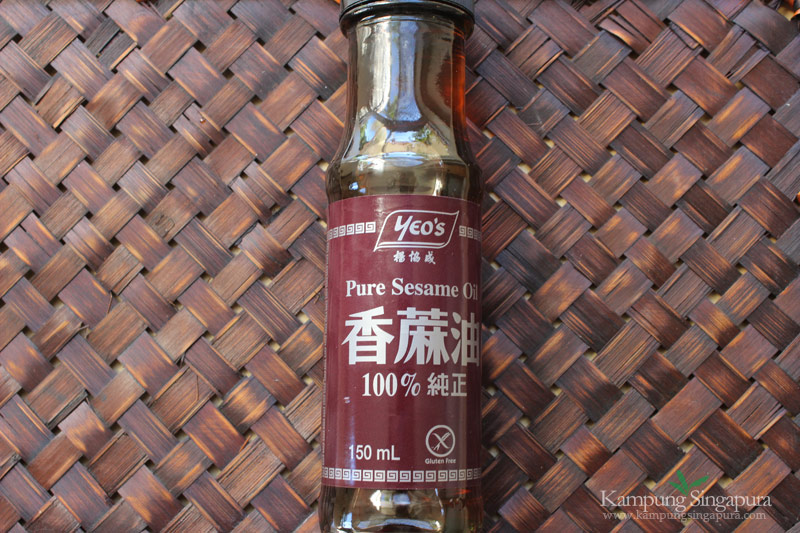 YEO'S
楊協成
Pure Sesame Oil
香蔴油
100% 純正
150 mL
Gluten Free
Kampung Singapura
www.kampungsingapura.com